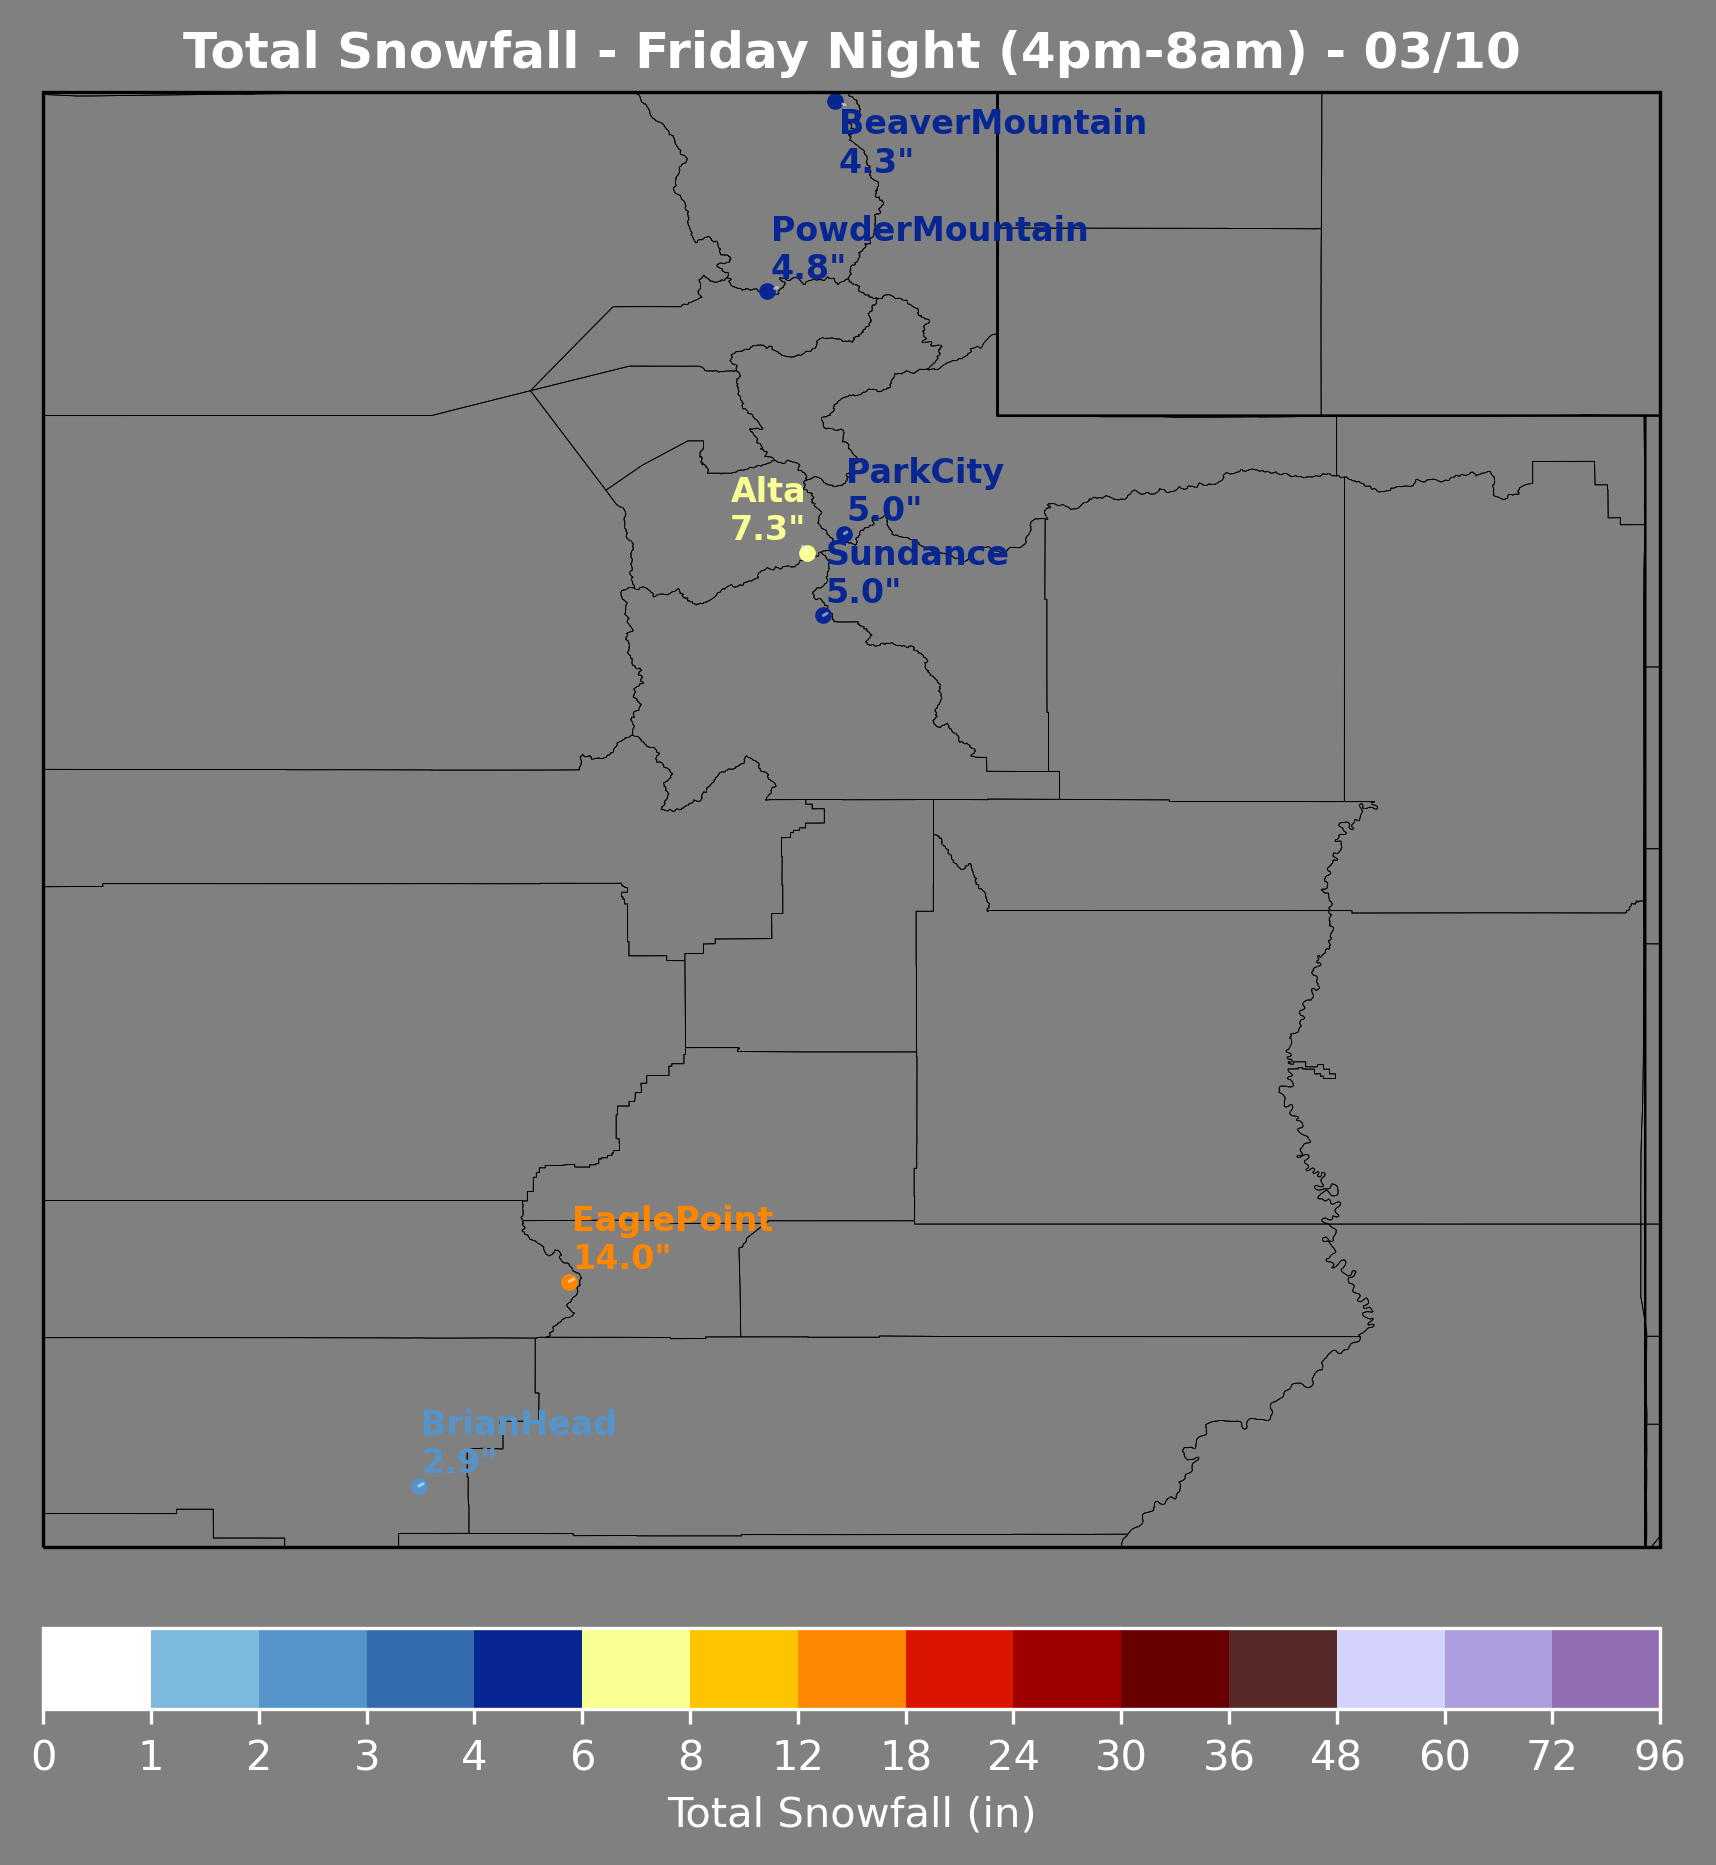 Total Snowfall - Friday Night (4pm-8am) - 03/10
BeaverMountain
4.3"
PowderMountain
4.8"
ParkCity
5.0"
Alta
7.3"
Sundance
5.0"
EaglePoint
14.0"
BrianHead
2.9"
0 1 2 3 4 6 8 12 18 24 30 36 48 60 72 96
Total Snowfall (in)